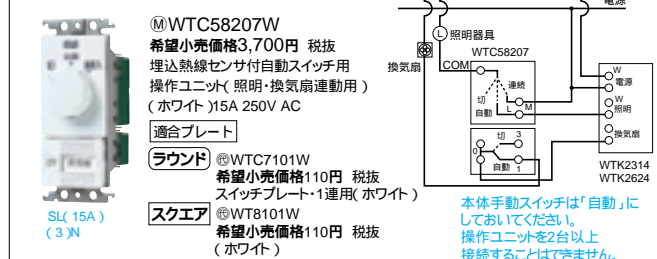 ⓂWTC58207W
希望小売価格3,700円 税抜
埋込熱線センサ付自動スイッチ用
操作ユニット( 照明・換気扇連動用 )
( ホワイト )15A 250V AC
適合プレート
ラウンド ㈹WTC7101W
希望小売価格110円 税抜
スイッチプレート・1連用( ホワイト )
スクエア ㈹WT8101W
希望小売価格110円 税抜
( ホワイト )
SL( 15A )
( 3 )N
電源
L 照明器具
WTC58207
換気扇
COM
連続
切
自動
L
M
切 3
0
自動 1
W
電源
W
照明
換気扇
WTK2314
WTK2624
本体手動スイッチは「自動」に
しておいてください。
操作ユニットを2台以上
接続することはできません。